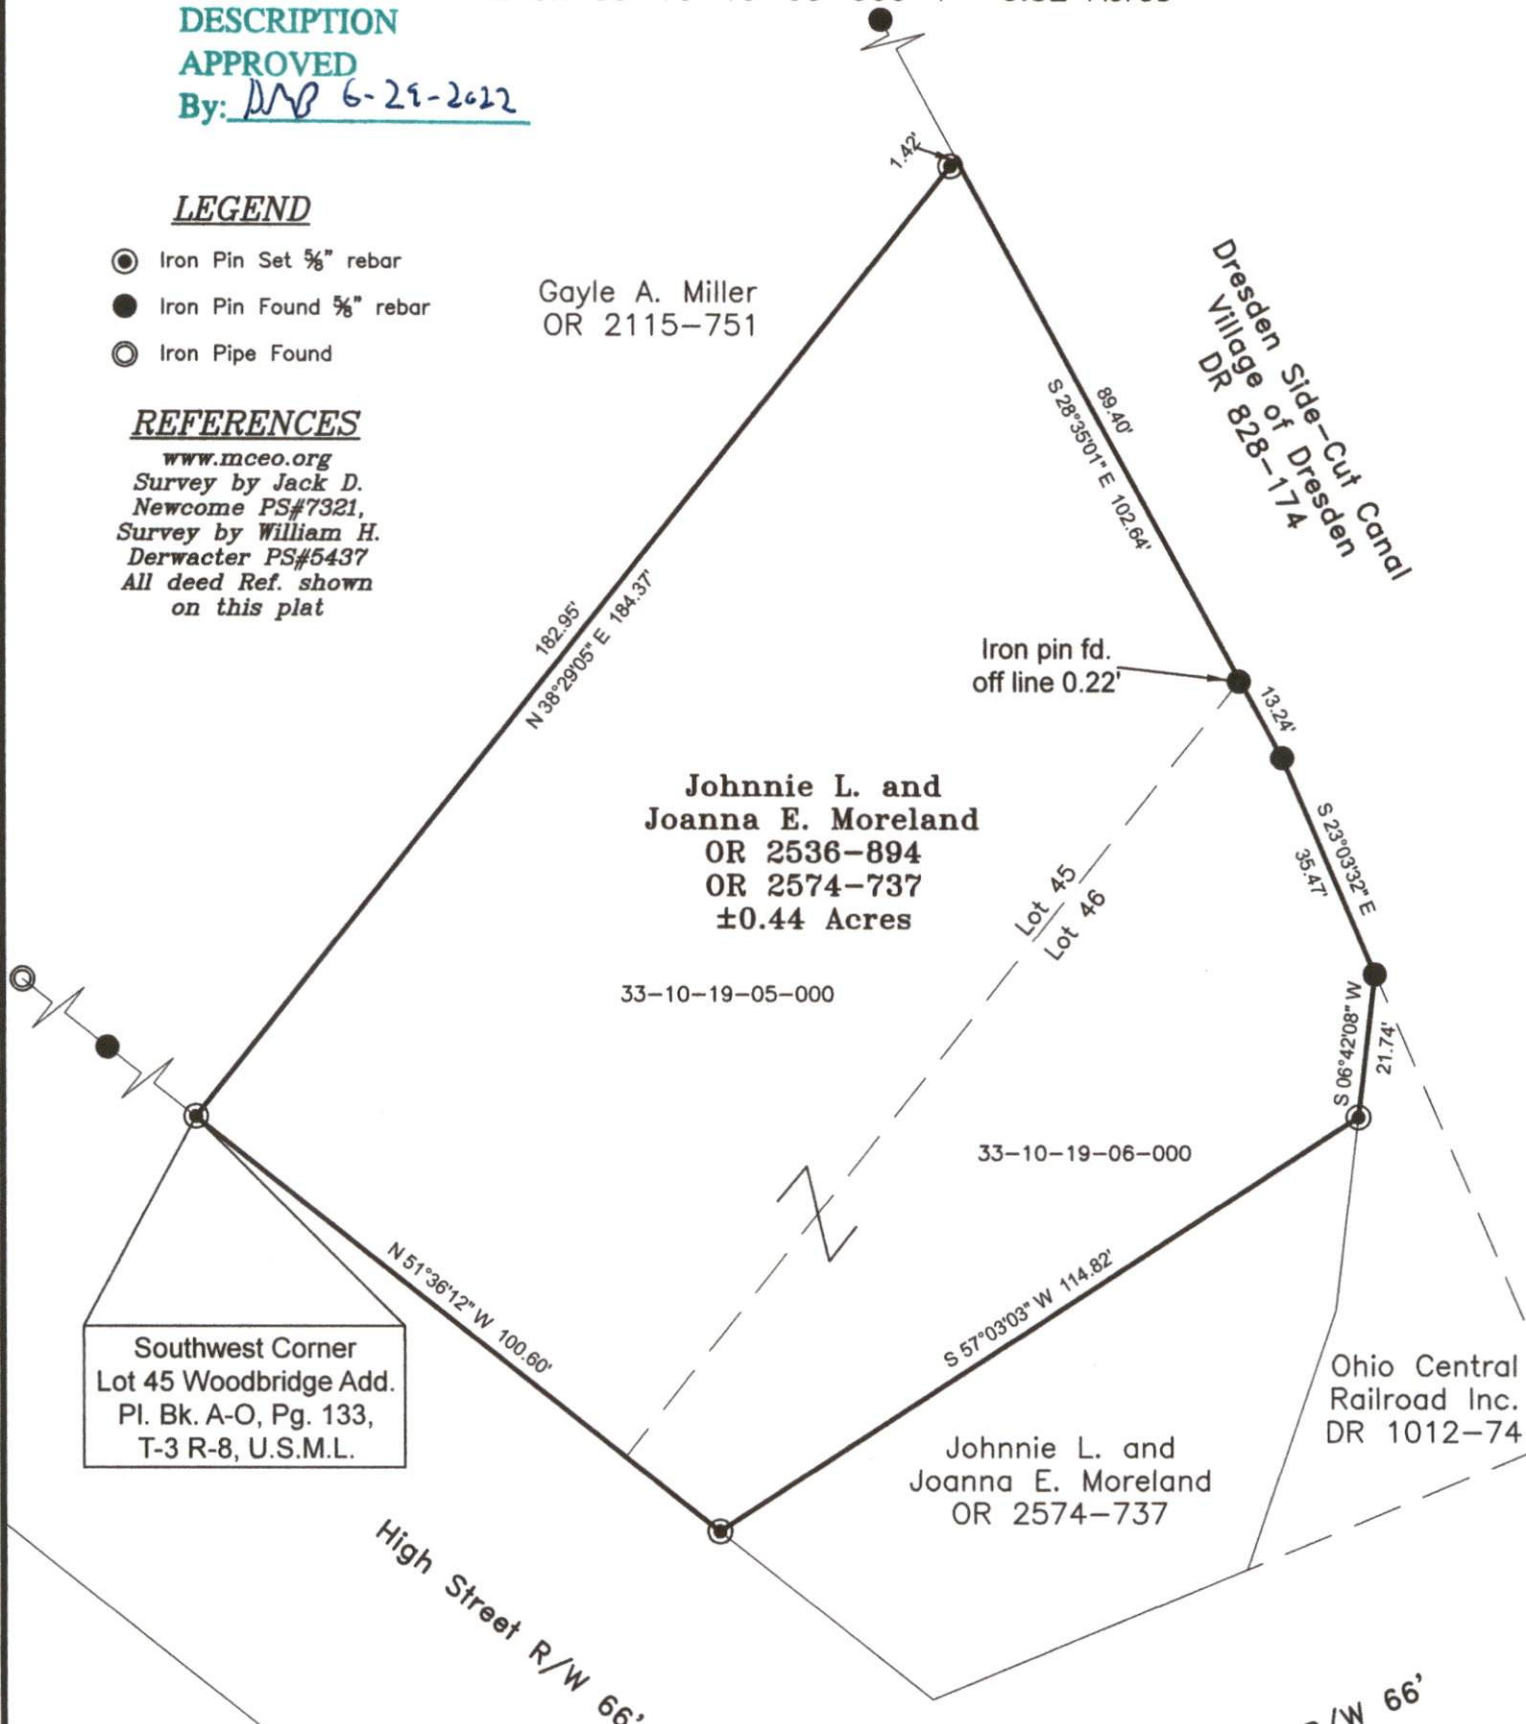 DESCRIPTION
APPROVED
By: 6-29-2022
LEGEND
Iron Pin Set ⅝" rebar
Iron Pin Found ⅝" rebar
Iron Pipe Found
REFERENCES
www.mceo.org
Survey by Jack D.
Newcome PS#7321,
Survey by William H.
Derwacter PS#5437
All deed Ref. shown
on this plat
Gayle A. Miller
OR 2115-751
1.42'
89.40'
S 28°35'01" E 102.64'
Dresden Side-Cut Canal
Village of Dresden
DR 828-174
182.95'
N 38°29'05" E 184.37'
Iron pin fd.
off line 0.22'
13.24'
Johnnie L. and
Joanna E. Moreland
OR 2536-894
OR 2574-737
±0.44 Acres
33-10-19-05-000
Lot 45
Lot 46
S 23°03'32" E
35.47'
S 06°42'08" W
21.74'
33-10-19-06-000
N 51°36'12" W 100.60'
S 57°03'03" W 114.82'
Southwest Corner
Lot 45 Woodbridge Add.
Pl. Bk. A-O, Pg. 133,
T-3 R-8, U.S.M.L.
Ohio Central
Railroad Inc.
DR 1012-74
Johnnie L. and
Joanna E. Moreland
OR 2574-737
High Street R/W 66'
R/W 66'